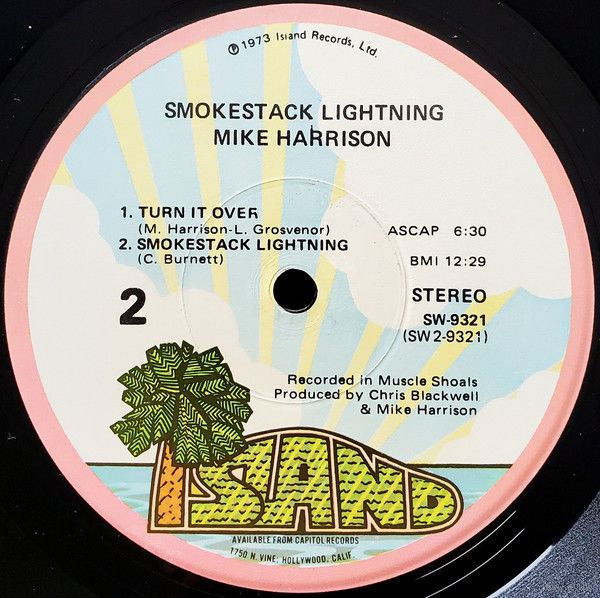 ℗ 1973 Island Records, Ltd.
SMOKESTACK LIGHTNING
MIKE HARRISON
1. TURN IT OVER
(M. Harrison-L. Grosvenor) ASCAP 6:30
2. SMOKESTACK LIGHTNING
(C. Burnett) BMI 12:29
2
STEREO
SW-9321
(SW2-9321)
Recorded in Muscle Shoals
Produced by Chris Blackwell
& Mike Harrison
ISLAND
AVAILABLE FROM CAPITOL RECORDS
1750 N. VINE, HOLLYWOOD, CALIF.